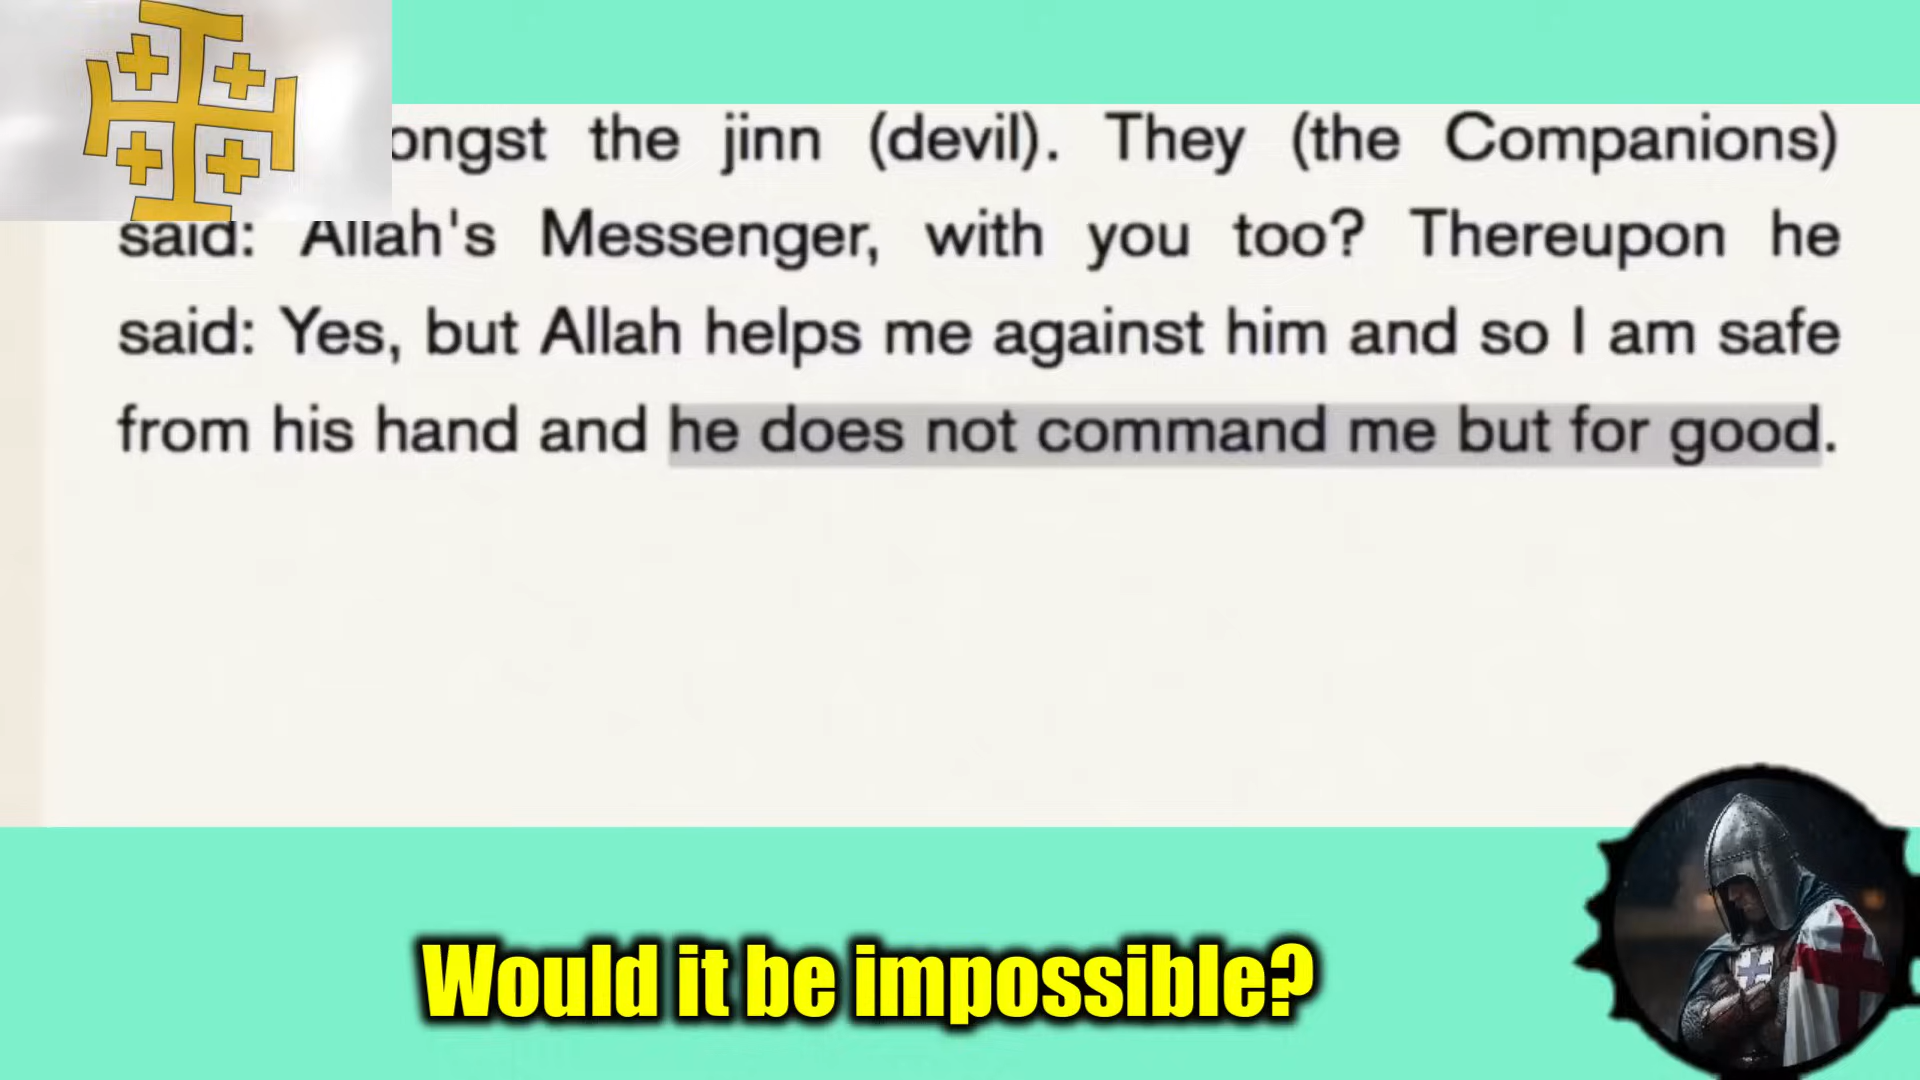 the jinn (devil). They (the Companions)
said: Allah's Messenger, with you too? Thereupon he
said: Yes, but Allah helps me against him and so I am safe
from his hand and he does not command me but for good.
Would it be impossible?